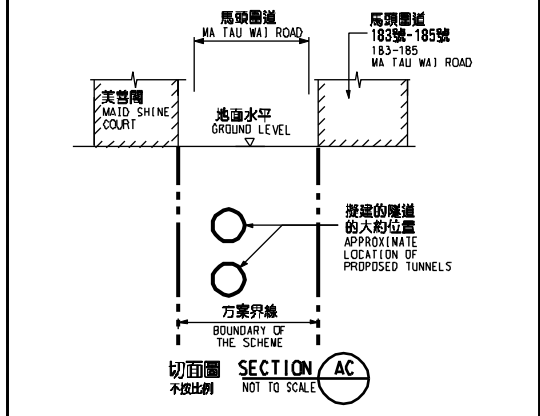 馬頭圍道
MA TAU WAI ROAD
馬頭圍道
183號-185號
183-185
MA TAU WAI ROAD
美善閣
MAID SHINE
COURT
地面水平
GROUND LEVEL
擬建的隧道
的大約位置
APPROXIMATE
LOCATION OF
PROPOSED TUNNELS
方案界線
BOUNDARY OF
THE SCHEME
切面圖 SECTION AC
不按比例 NOT TO SCALE